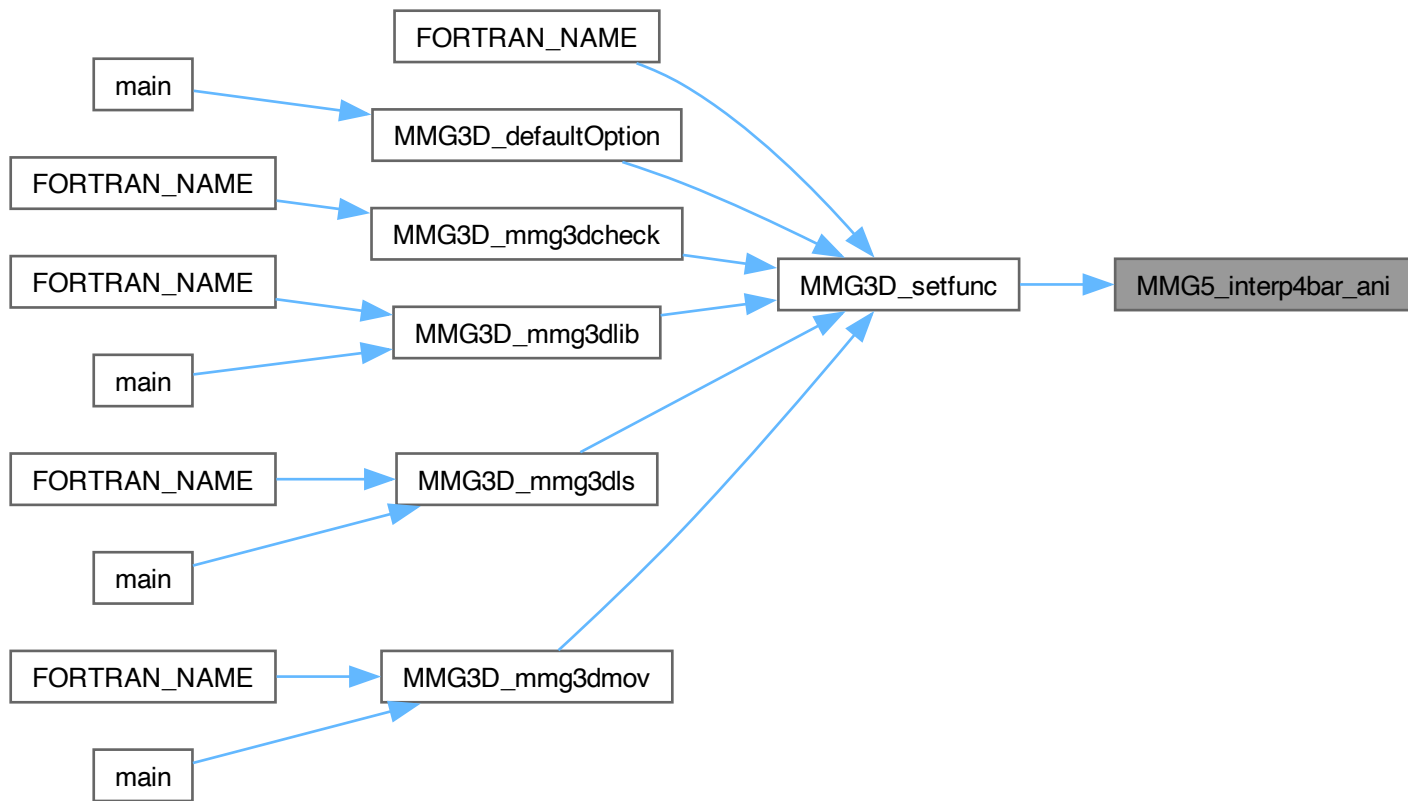 FORTRAN_NAME
main
MMG3D_defaultOption
FORTRAN_NAME
MMG3D_mmg3dcheck
FORTRAN_NAME
MMG3D_setfunc
MMG5_interp4bar_ani
MMG3D_mmg3dlib
main
FORTRAN_NAME
MMG3D_mmg3dls
main
FORTRAN_NAME
MMG3D_mmg3dmov
main